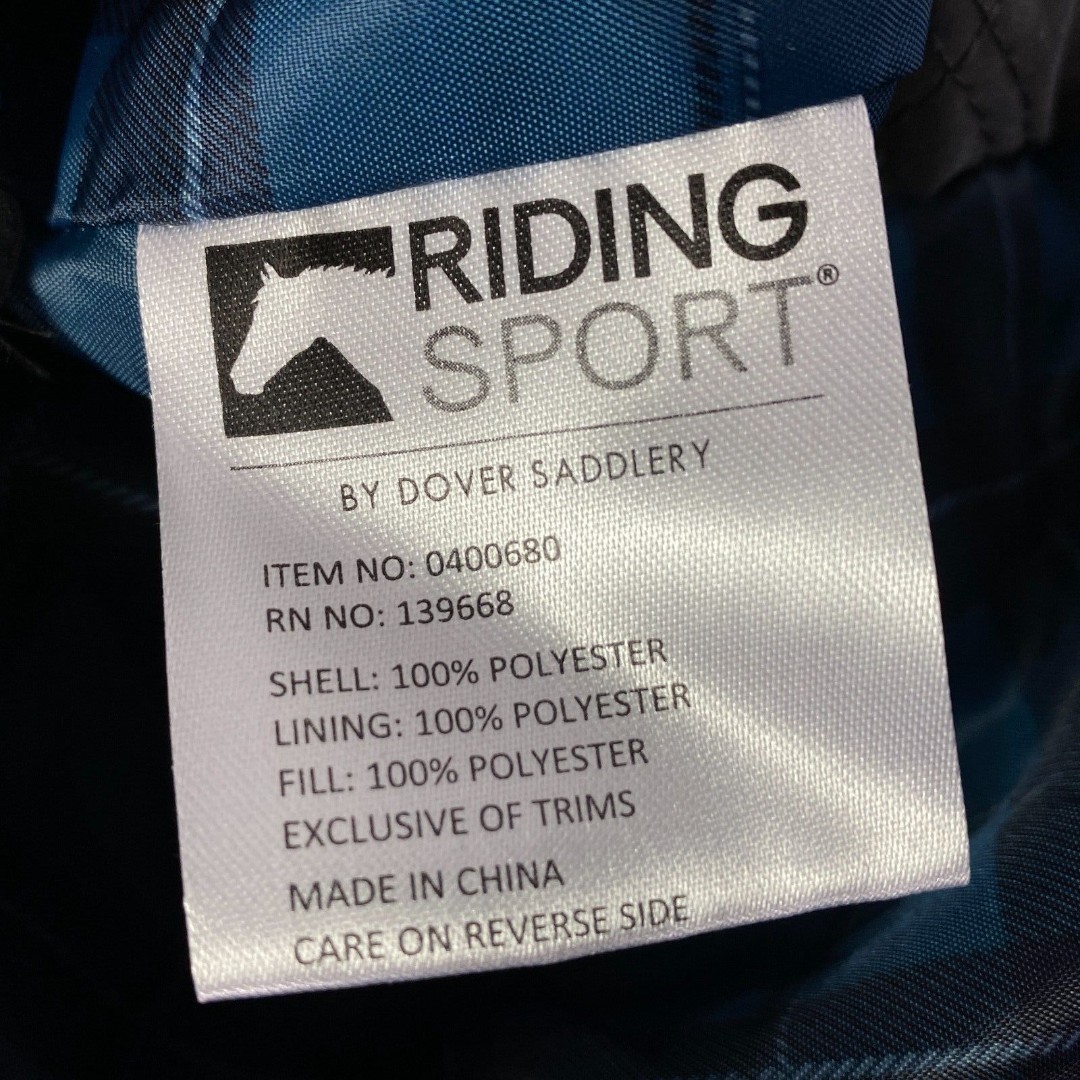 RIDING
SPORT®
BY DOVER SADDLERY
ITEM NO: 0400680
RN NO: 139668
SHELL: 100% POLYESTER
LINING: 100% POLYESTER
FILL: 100% POLYESTER
EXCLUSIVE OF TRIMS
MADE IN CHINA
CARE ON REVERSE SIDE